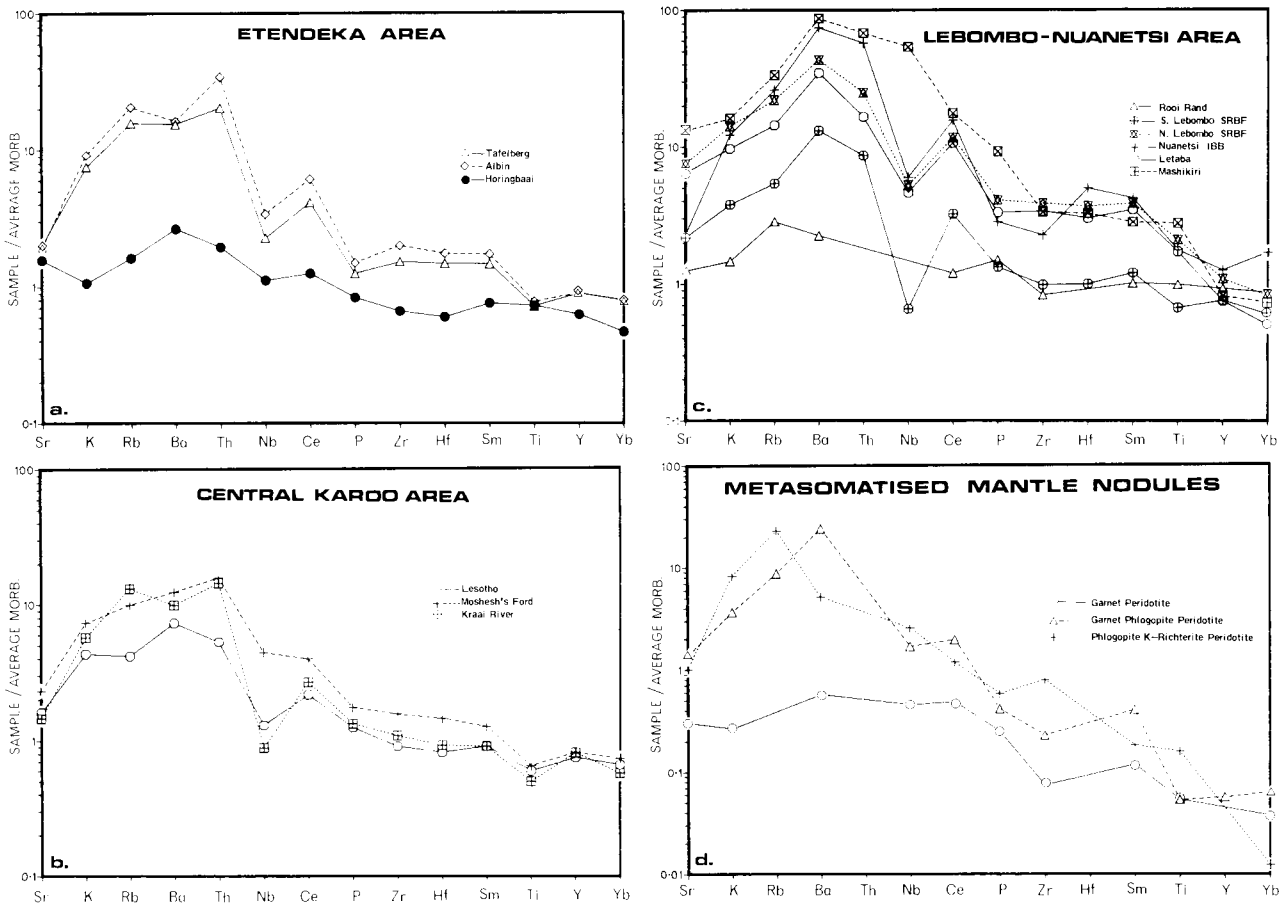 100
ETENDEKA AREA
10
1
0·1
SAMPLE / AVERAGE MORB.
Tafelberg
Albin
Horingbaai
a.
Sr K Rb Ba Th Nb Ce P Zr Hf Sm Ti Y Yb
100
LEBOMBO-NUANETSI AREA
10
1
0·1
SAMPLE / AVERAGE MORB.
Rooi Rand
S. Lebombo SRBF
N. Lebombo SRBF
Nuanetsi IBB
Letaba
Mashikiri
c.
Sr K Rb Ba Th Nb Ce P Zr Hf Sm Ti Y Yb
100
CENTRAL KAROO AREA
10
1
0·1
SAMPLE / AVERAGE MORB.
Lesotho
Moshesh's Ford
Kraai River
b.
Sr K Rb Ba Th Nb Ce P Zr Hf Sm Ti Y Yb
100
METASOMATISED MANTLE NODULES
10
1
0·1
0·01
SAMPLE / AVERAGE MORB.
Garnet Peridotite
Garnet Phlogopite Peridotite
Phlogopite K-Richterite Peridotite
d.
Sr K Rb Ba Th Nb Ce P Zr Hf Sm Ti Y Yb